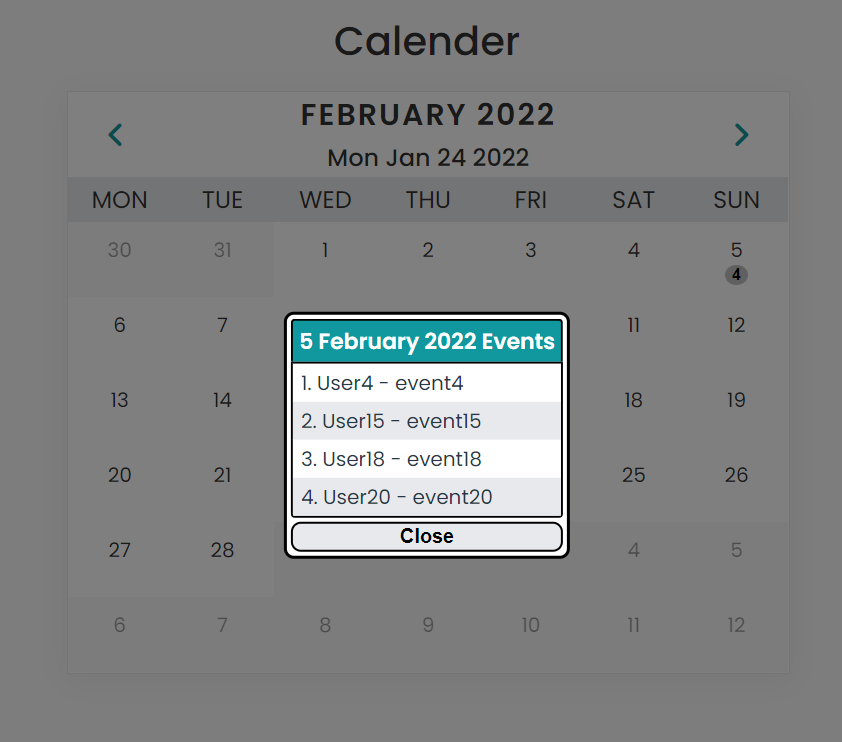 Calender
FEBRUARY 2022
Mon Jan 24 2022
MON TUE WED THU FRI SAT SUN
30 31 1 2 3 4 5
4
6 7 11 12
13 14 18 19
20 21 25 26
27 28 4 5
6 7 8 9 10 11 12
5 February 2022 Events
1. User4 - event4
2. User15 - event15
3. User18 - event18
4. User20 - event20
Close